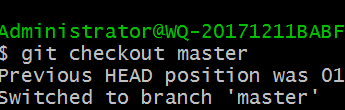 Administrator@WQ-20171211BABF
$ git checkout master
Previous HEAD position was 01
Switched to branch 'master'